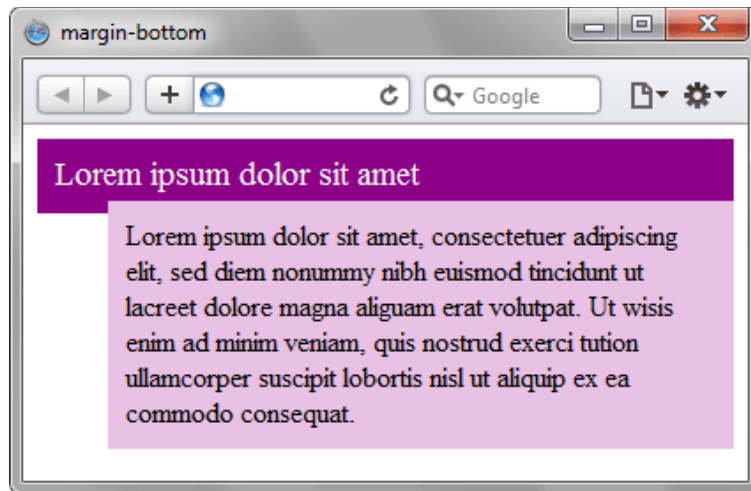 margin-bottom
Google
Lorem ipsum dolor sit amet
Lorem ipsum dolor sit amet, consectetuer adipiscing
elit, sed diem nonummy nibh euismod tincidunt ut
lacreet dolore magna aliguam erat volutpat. Ut wisis
enim ad minim veniam, quis nostrud exerci tution
ullamcorper suscipit lobortis nisl ut aliquip ex ea
commodo consequat.